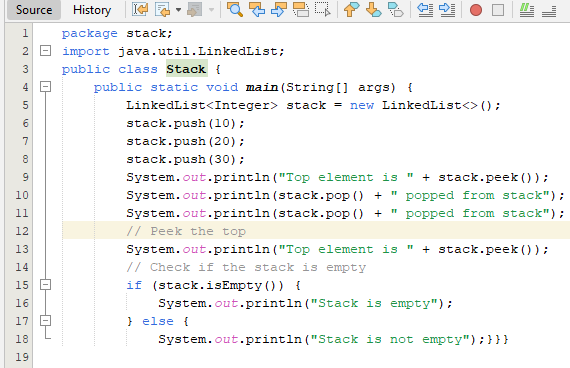 Source History
1 package stack;
2 import java.util.LinkedList;
3 public class Stack {
4 public static void main(String[] args) {
5 LinkedList<Integer> stack = new LinkedList<>();
6 stack.push(10);
7 stack.push(20);
8 stack.push(30);
9 System.out.println("Top element is " + stack.peek());
10 System.out.println(stack.pop() + " popped from stack");
11 System.out.println(stack.pop() + " popped from stack");
12 // Peek the top
13 System.out.println("Top element is " + stack.peek());
14 // Check if the stack is empty
15 if (stack.isEmpty()) {
16 System.out.println("Stack is empty");
17 } else {
18 System.out.println("Stack is not empty");}}}
19